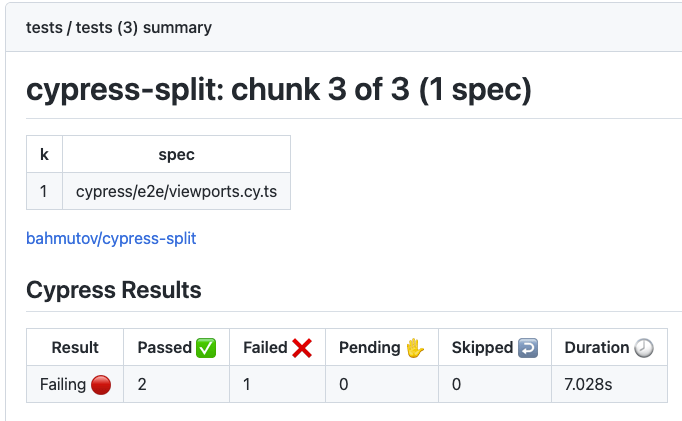 tests / tests (3) summary
cypress-split: chunk 3 of 3 (1 spec)
k spec
1 cypress/e2e/viewports.cy.ts
bahmutov/cypress-split
Cypress Results
Result Passed ✅ Failed ❌ Pending ✋ Skipped ↩️ Duration 🕗
Failing 🔴 2 1 0 0 7.028s